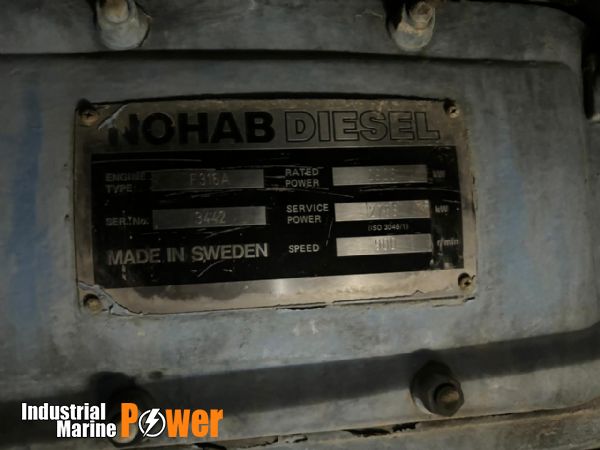 NOHAB DIESEL
ENGINE TYPE F316A RATED POWER kW
SER. No. 3442 SERVICE POWER kW
(ISO 3046/1)
MADE IN SWEDEN SPEED r/min
Industrial Marine Power